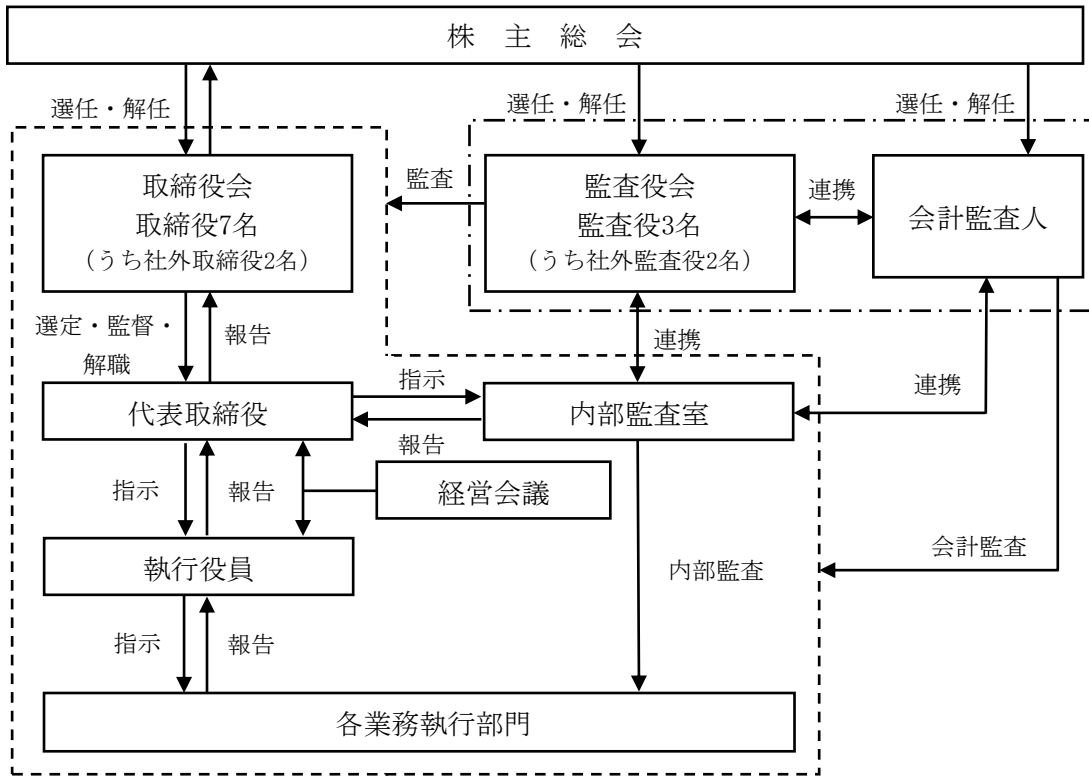 株　主　総　会
選任・解任
選任・解任
選任・解任
取締役会
取締役7名
（うち社外取締役2名）
監査
監査役会
監査役3名
（うち社外監査役2名）
連携
会計監査人
選定・監督・
解職
報告
連携
連携
代表取締役
指示
報告
内部監査室
経営会議
指示
報告
執行役員
内部監査
会計監査
指示
報告
各業務執行部門